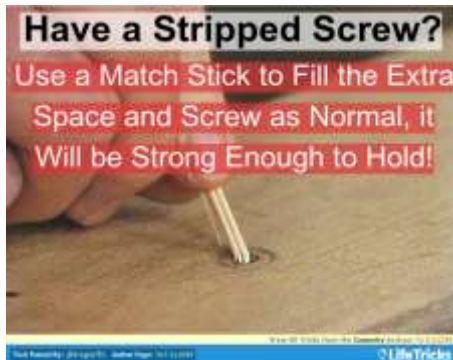 Have a Stripped Screw?
Use a Match Stick to Fill the Extra
Space and Screw as Normal, it
Will be Strong Enough to Hold!
LifeTricks